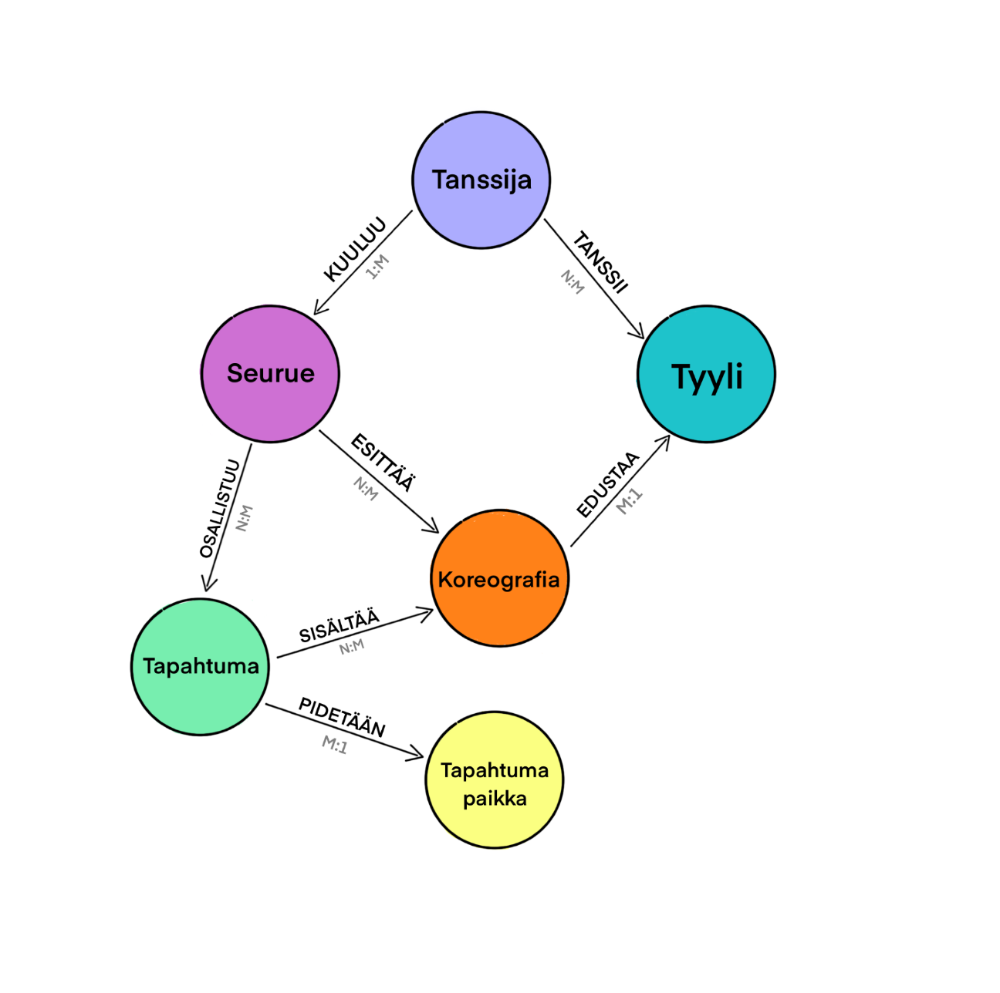 Tanssija
KUULUU
1:M
TANSSII
N:M
Seurue
Tyyli
ESITTÄÄ
N:M
OSALLISTUU
N:M
EDUSTAA
M:1
Koreografia
SISÄLTÄÄ
N:M
Tapahtuma
PIDETÄÄN
M:1
Tapahtuma
paikka